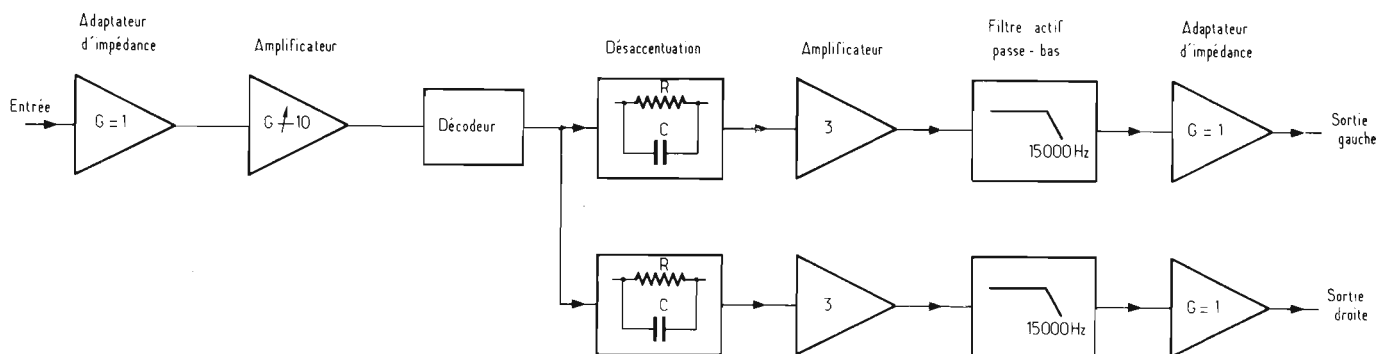 Adaptateur
d'impédance
Amplificateur
Désaccentuation
Amplificateur
Filtre actif
passe-bas
Adaptateur
d'impédance
Entrée
G = 1
G 10
Décodeur
R
C
3
15000 Hz
G = 1
Sortie
gauche
R
C
3
15000 Hz
G = 1
Sortie
droite